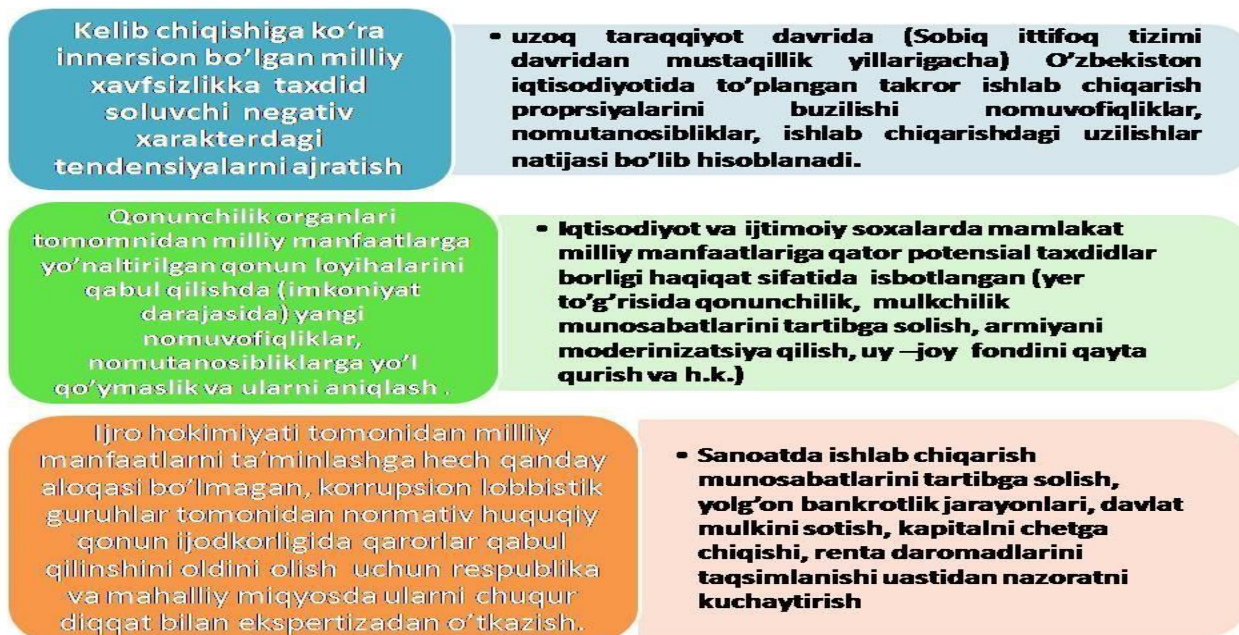 Kelib chiqishiga ko‘ra
innersion bo’lgan milliy
xavfsizlikka taxdid
soluvchi negativ
xarakterdagi
tendensiyalarni ajratish
• uzoq taraqqiyot davrida (Sobiq ittifoq tizimi
davridan mustaqillik yillarigacha) O’zbekiston
iqtisodiyotida to’plangan takror ishlab chiqarish
proprsiyalarini buzilishi nomuvofiqliklar,
nomutanosibliklar, ishlab chiqarishdagi uzilishlar
natijasi bo’lib hisoblanadi.
Qonunchilik organlari
tomomnidan milliy manfaatlarga
yo’naltirilgan qonun loyihalarini
qabul qilishda (imkoniyat
darajasida) yangi
nomuvofiqliklar,
nomutanosibliklarga yo’l
qo’ymaslik va ularni aniqlash .
• Iqtisodiyot va ijtimoiy soxalarda mamlakat
milliy manfaatlariga qator potensial taxdidlar
borligi haqiqat sifatida isbotlangan (yer
to’g’risida qonunchilik, mulkchilik
munosabatlarini tartibga solish, armiyani
moderinizatsiya qilish, uy –joy fondini qayta
qurish va h.k.)
Ijro hokimiyati tomonidan milliy
manfaatlarni ta’minlashga hech qanday
aloqasi bo’lmagan, korrupsion lobbistik
guruhlar tomonidan normativ huquqiy
qonun ijodkorligida qarorlar qabul
qilinshini oldini olish uchun respublika
va mahalliy miqyosda ularni chuqur
diqqat bilan ekspertizadan o’tkazish.
• Sanoatda ishlab chiqarish
munosabatlarini tartibga solish,
yolg’on bankrotlik jarayonlari, davlat
mulkini sotish, kapitalni chetga
chiqishi, renta daromadlarini
taqsimlanishi uastidan nazoratni
kuchaytirish